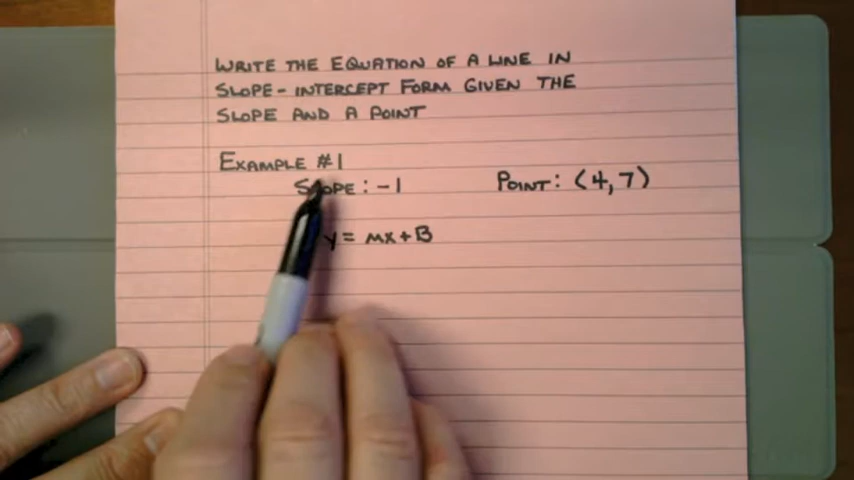 WRITE THE EQUATION OF A LINE IN
SLOPE-INTERCEPT FORM GIVEN THE
SLOPE AND A POINT
EXAMPLE #1
SLOPE: -1 POINT: (4,7)
y = mx+B